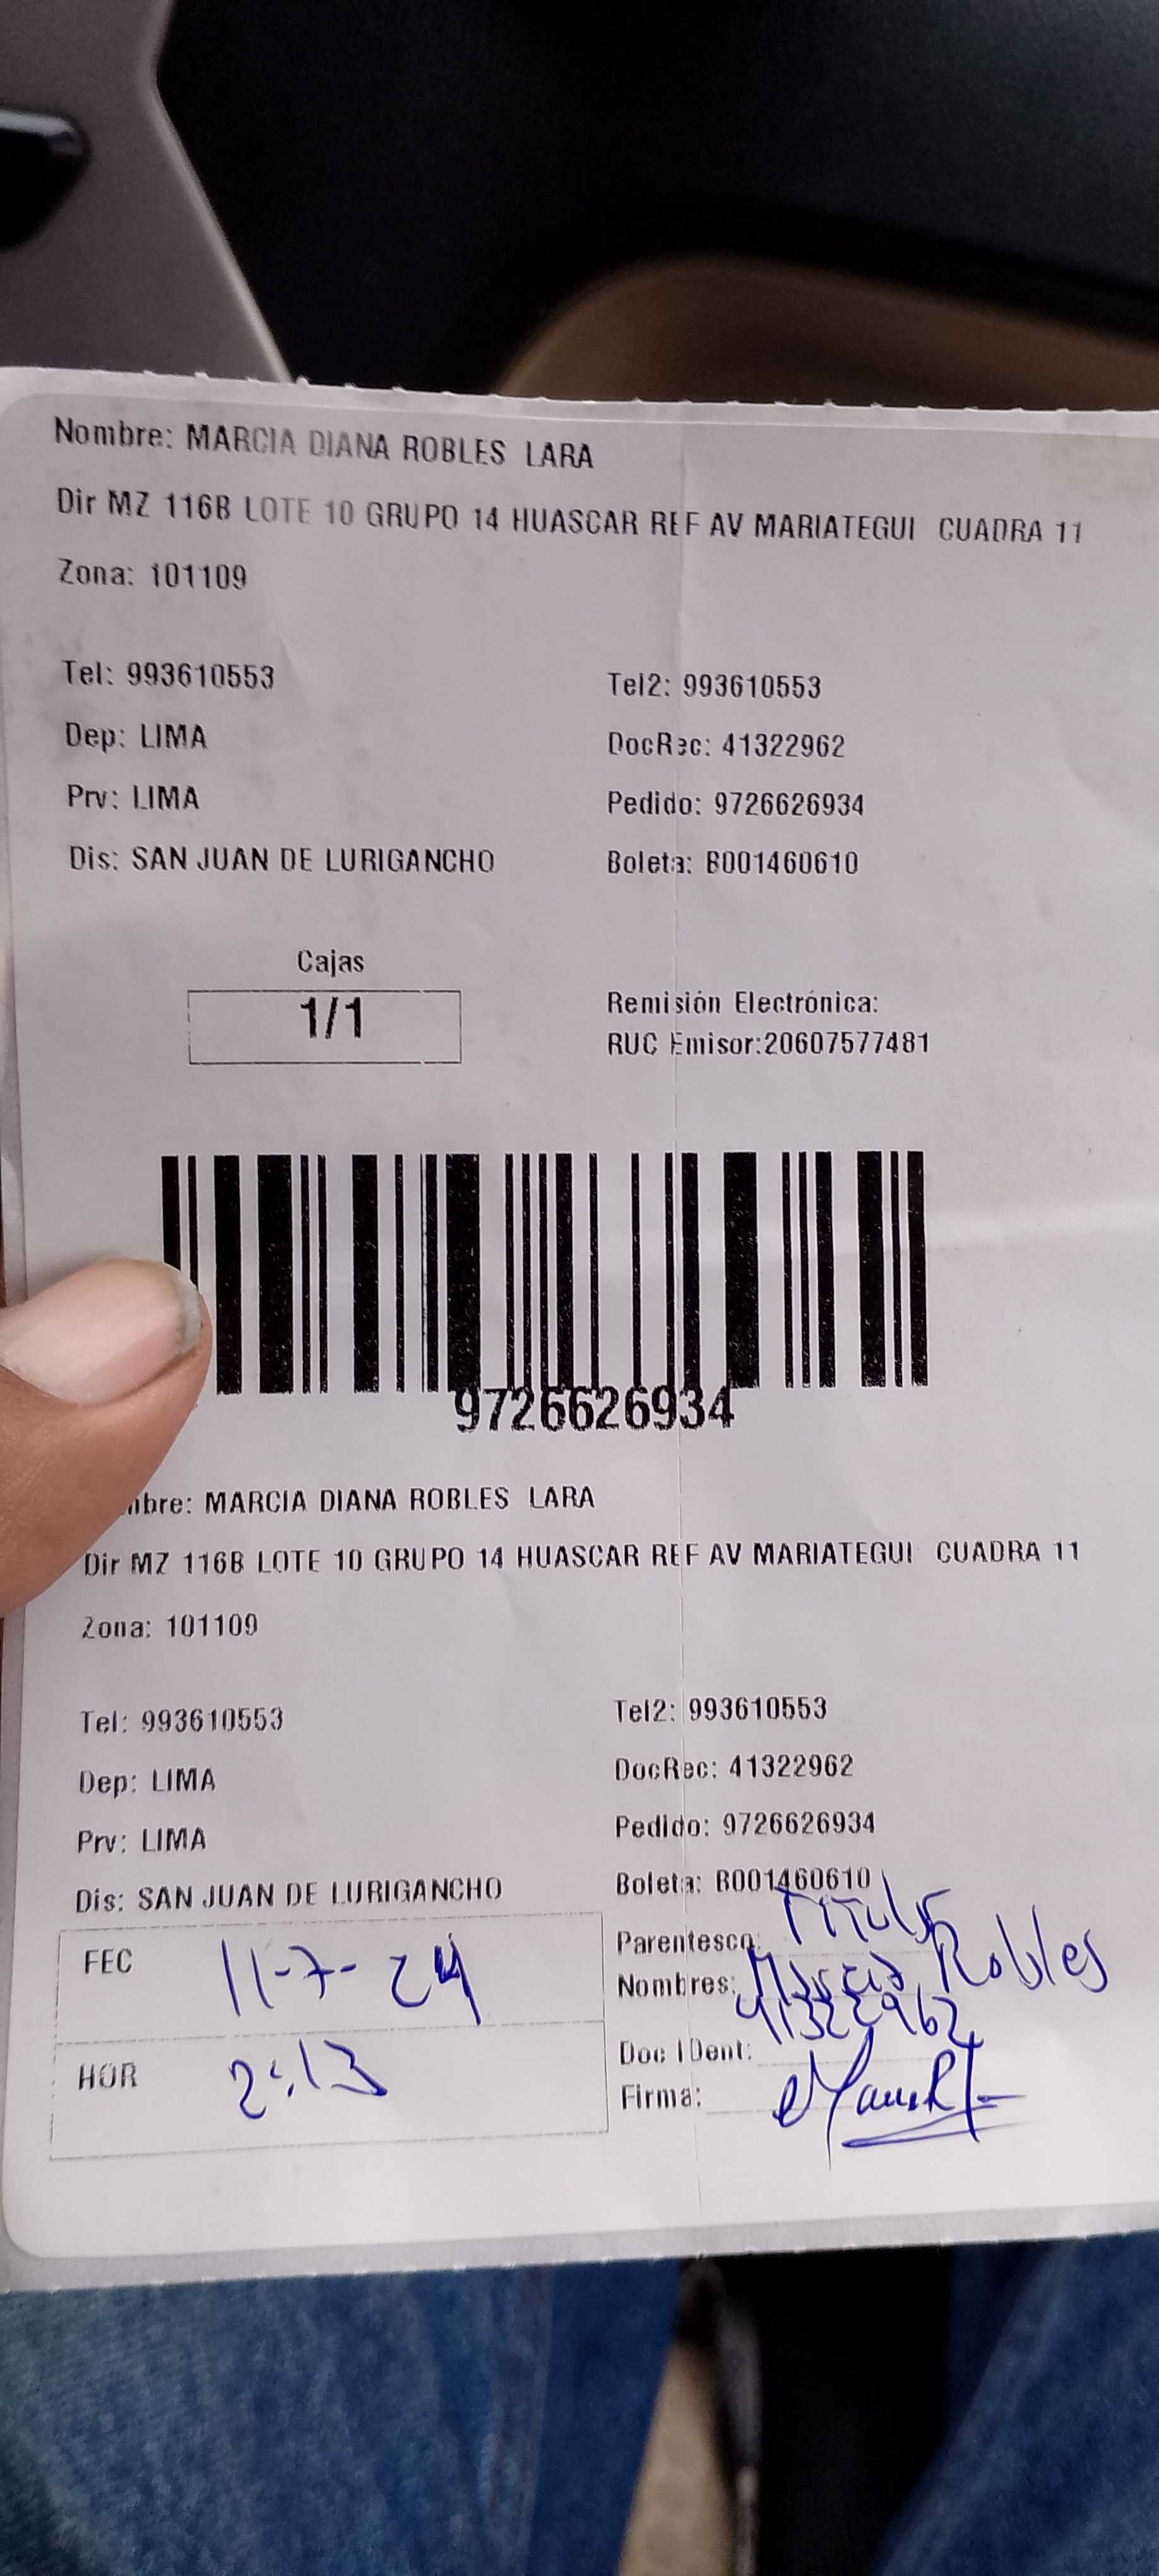 Nombre: MARCIA DIANA ROBLES LARA
Dir MZ 116B LOTE 10 GRUPO 14 HUASCAR REF AV MARIATEGUI CUADRA 11
Zona: 101109
Tel: 993610553 Tel2: 993610553
Dep: LIMA DocRec: 41322962
Prv: LIMA Pedido: 9726626934
Dis: SAN JUAN DE LURIGANCHO Boleta: B001460610
Cajas
1/1
Remisión Electrónica:
RUC Emisor:20607577481
9726626934
mbre: MARCIA DIANA ROBLES LARA
Dir MZ 116B LOTE 10 GRUPO 14 HUASCAR REF AV MARIATEGUI CUADRA 11
Zona: 101109
Tel: 993610553 Tel2: 993610553
Dep: LIMA DocRec: 41322962
Prv: LIMA Pedido: 9726626934
Dis: SAN JUAN DE LURIGANCHO Boleta: B001460610
FEC 11-7-24
HOR 2:13
Parentesco: Titular
Nombres: Marcia Robles
Doc IDent: 41322962
Firma: